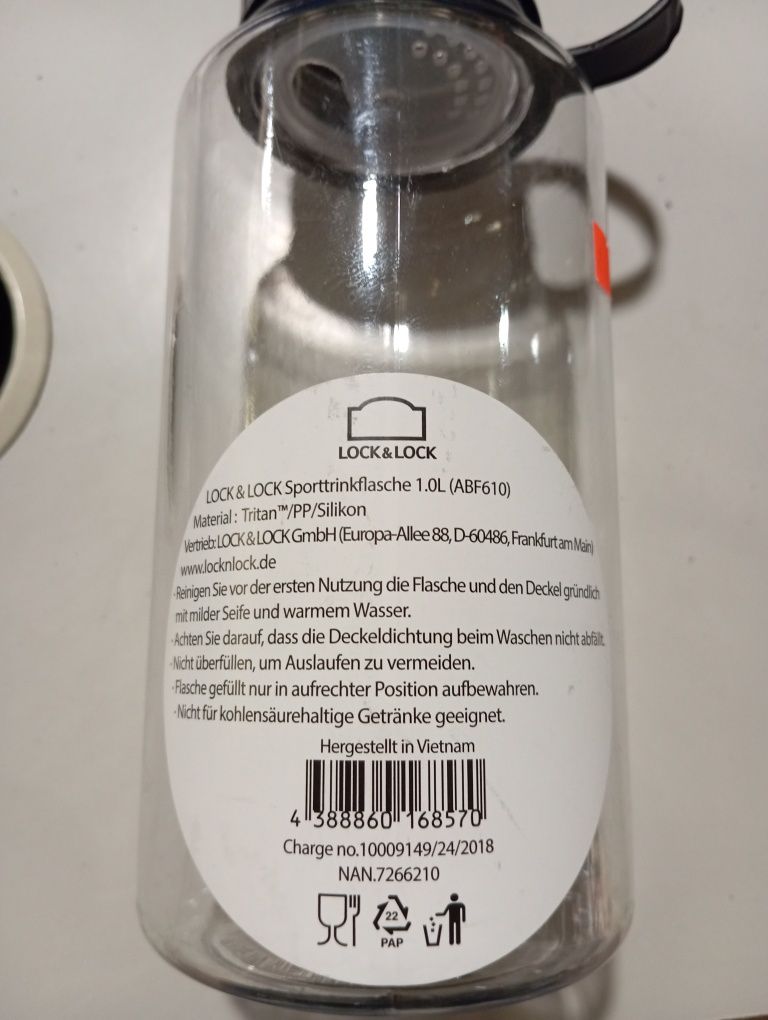 LOCK&LOCK
LOCK & LOCK Sporttrinkflasche 1.0L (ABF610)
Material : Tritan™/PP/Silikon
Vertrieb: LOCK & LOCK GmbH (Europa-Allee 88, D-60486, Frankfurt am Main)
www.locknlock.de
·Reinigen Sie vor der ersten Nutzung die Flasche und den Deckel gründlich
mit milder Seife und warmem Wasser.
·Achten Sie darauf, dass die Deckeldichtung beim Waschen nicht abfällt.
·Nicht überfüllen, um Auslaufen zu vermeiden.
·Flasche gefüllt nur in aufrechter Position aufbewahren.
·Nicht für kohlensäurehaltige Getränke geeignet.
Hergestellt in Vietnam
4 388860 168570
Charge no.10009149/24/2018
NAN.7266210
22
PAP